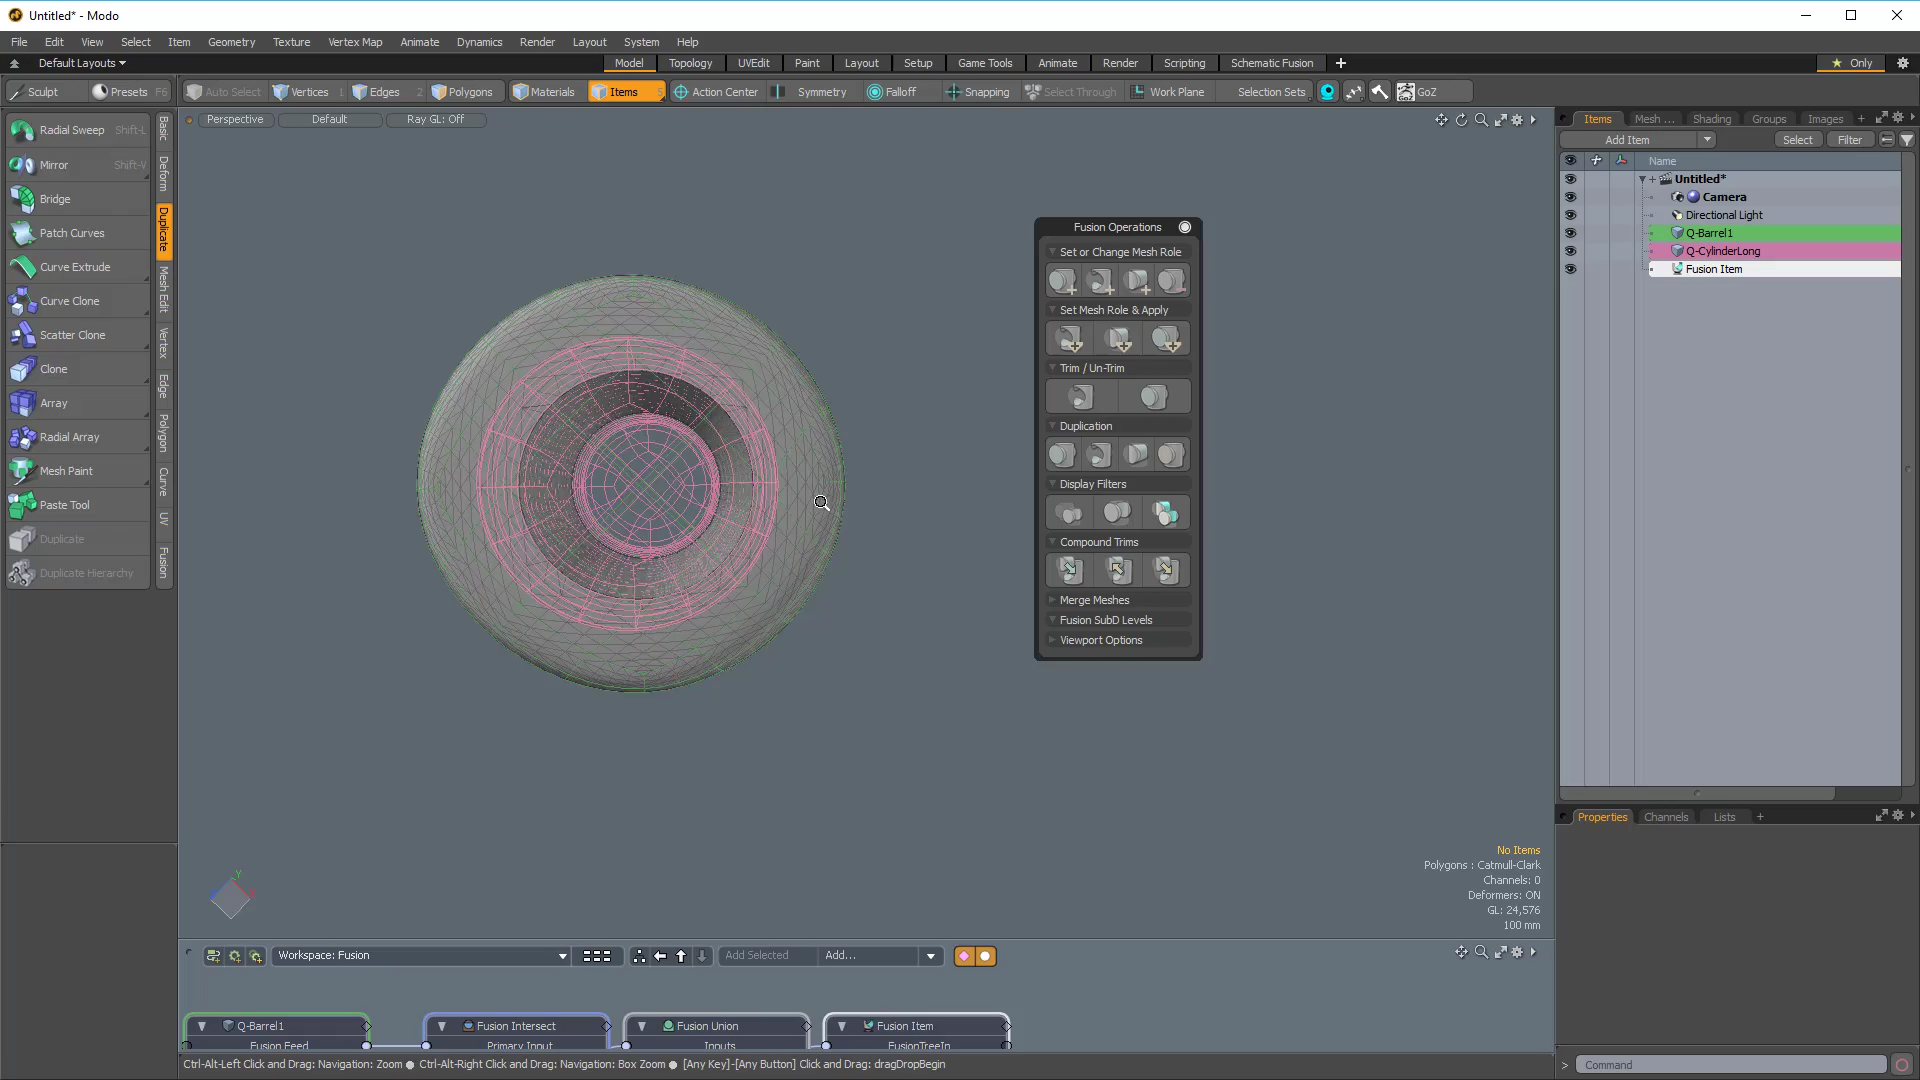 Untitled* - Modo
File Edit View Select Item Geometry Texture Vertex Map Animate Dynamics Render Layout System Help
Default Layouts Model Topology UVEdit Paint Layout Setup Game Tools Animate Render Scripting Schematic Fusion + Only
Sculpt Presets F6 Auto Select Vertices 1 Edges 2 Polygons Materials Items 5 Action Center Symmetry Falloff Snapping Select Through Work Plane Selection Sets GoZ
Perspective Default Ray GL: Off
Radial Sweep Shift-L
Mirror Shift-V
Bridge
Patch Curves
Curve Extrude
Curve Clone
Scatter Clone
Clone
Array
Radial Array
Mesh Paint
Paste Tool
Duplicate
Duplicate Hierarchy
Basic
Deform
Duplicate
Mesh Edit
Vertex
Edge
Polygon
Curve
UV
Fusion
Fusion Operations
Set or Change Mesh Role
Set Mesh Role & Apply
Trim / Un-Trim
Duplication
Display Filters
Compound Trims
Merge Meshes
Fusion SubD Levels
Viewport Options
Items Mesh ... Shading Groups Images +
Add Item Select Filter
Name
Untitled*
Camera
Directional Light
Q-Barrel1
Q-CylinderLong
Fusion Item
Properties Channels Lists +
No Items
Polygons : Catmull-Clark
Channels: 0
Deformers: ON
GL: 24,576
100 mm
Y
Workspace: Fusion Add Selected Add...
Q-Barrel1 Fusion Intersect Fusion Union Fusion Item
Fusion Feed Primary Input Inputs FusionTreeIn
Ctrl-Alt-Left Click and Drag: Navigation: Zoom ● Ctrl-Alt-Right Click and Drag: Navigation: Box Zoom ● [Any Key]-[Any Button] Click and Drag: dragDropBegin
> Command